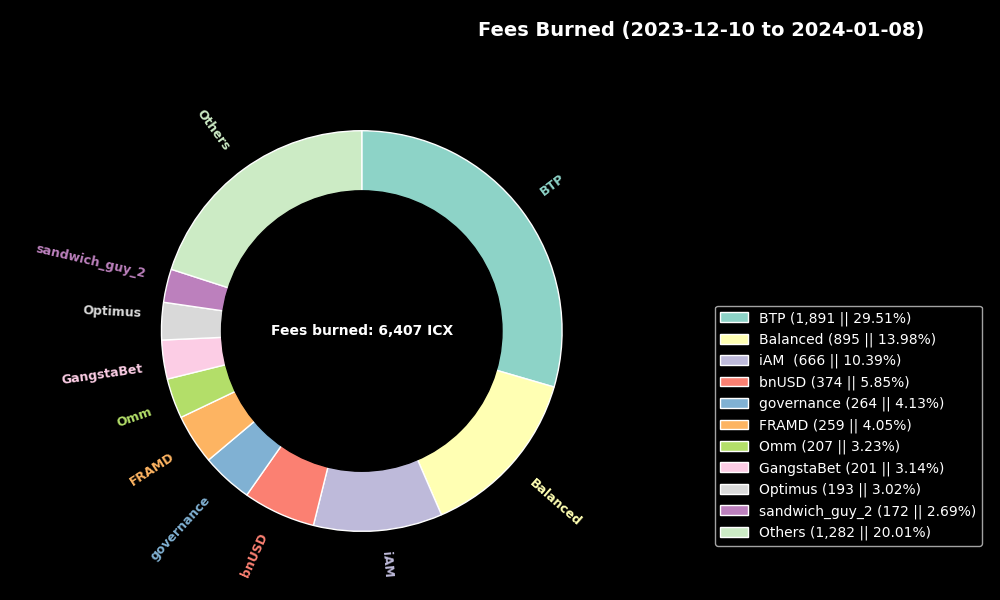 Fees Burned (2023-12-10 to 2024-01-08)
Others
BTP
sandwich_guy_2
Optimus
GangstaBet
Omm
FRAMD
governance
bnUSD
iAM
Balanced
Fees burned: 6,407 ICX
BTP (1,891 || 29.51%)
Balanced (895 || 13.98%)
iAM  (666 || 10.39%)
bnUSD (374 || 5.85%)
governance (264 || 4.13%)
FRAMD (259 || 4.05%)
Omm (207 || 3.23%)
GangstaBet (201 || 3.14%)
Optimus (193 || 3.02%)
sandwich_guy_2 (172 || 2.69%)
Others (1,282 || 20.01%)